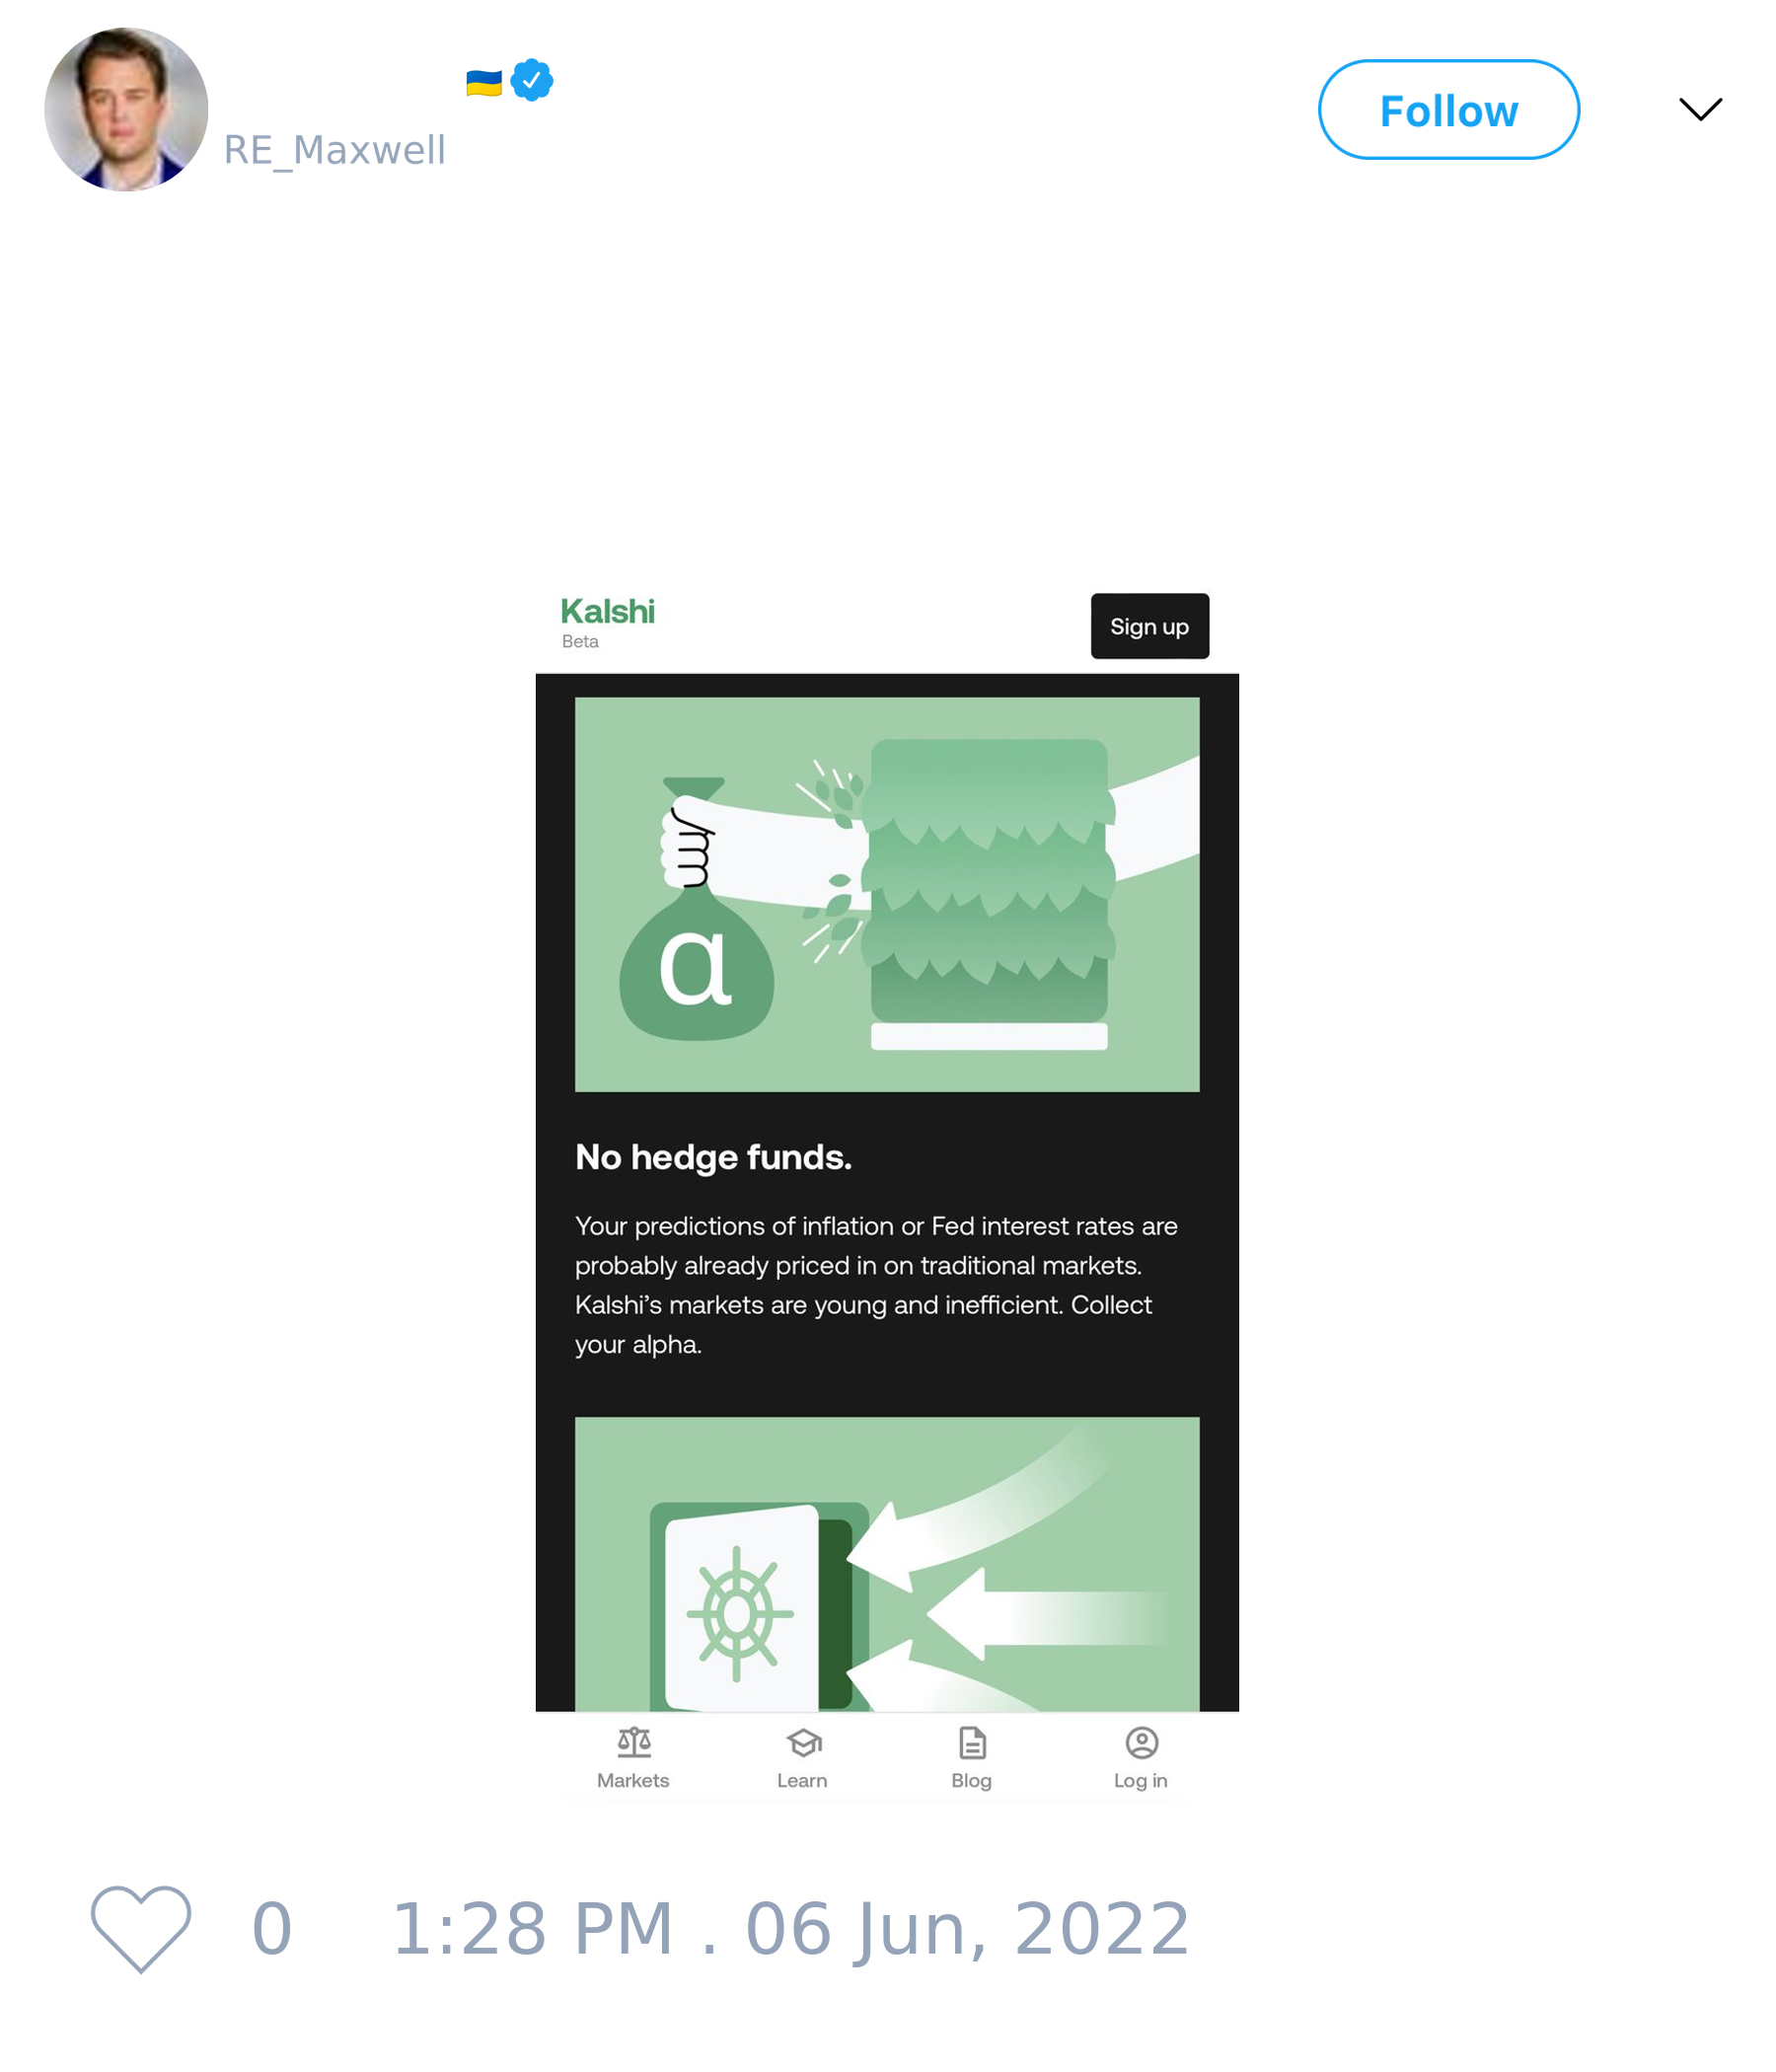 RE_Maxwell
Follow
Kalshi
Beta
Sign up
α
No hedge funds.
Your predictions of inflation or Fed interest rates are
probably already priced in on traditional markets.
Kalshi’s markets are young and inefficient. Collect
your alpha.
Markets Learn Blog Log in
0 1:28 PM . 06 Jun, 2022